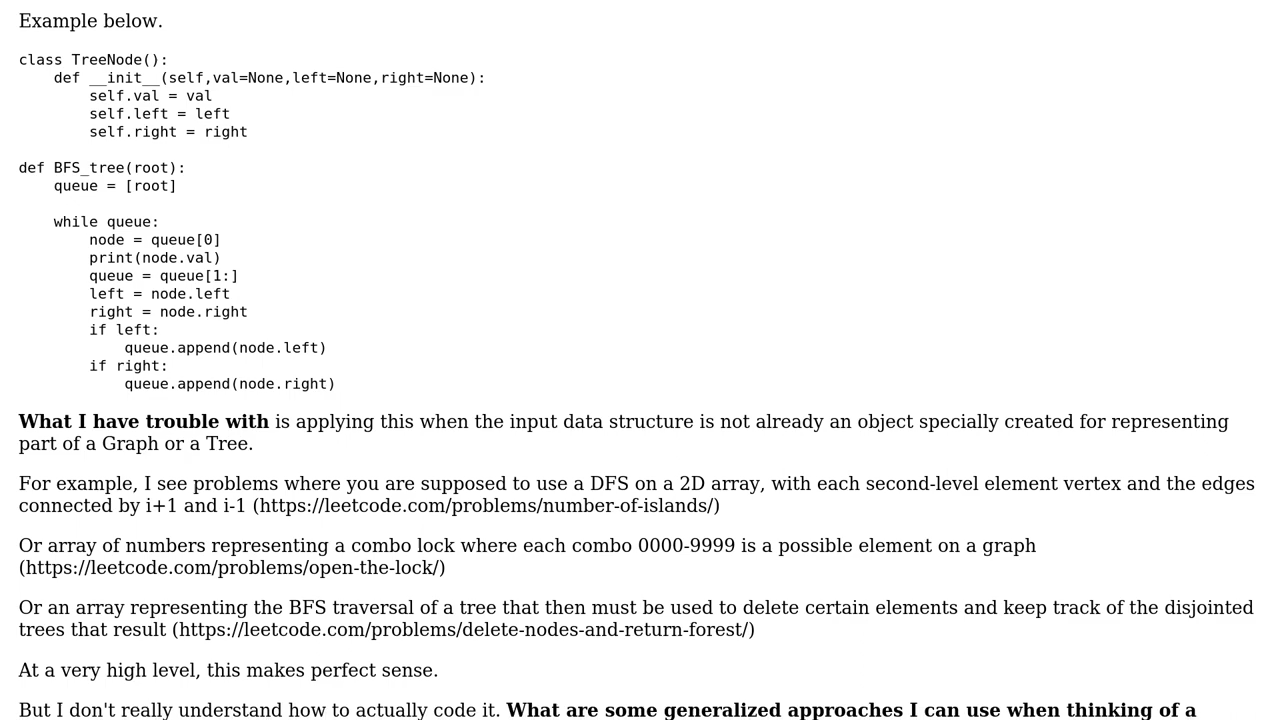 Example below.
class TreeNode():
    def __init__(self,val=None,left=None,right=None):
        self.val = val
        self.left = left
        self.right = right
def BFS_tree(root):
    queue = [root]
    while queue:
        node = queue[0]
        print(node.val)
        queue = queue[1:]
        left = node.left
        right = node.right
        if left:
            queue.append(node.left)
        if right:
            queue.append(node.right)
What I have trouble with is applying this when the input data structure is not already an object specially created for representing
part of a Graph or a Tree.
For example, I see problems where you are supposed to use a DFS on a 2D array, with each second-level element vertex and the edges
connected by i+1 and i-1 (https://leetcode.com/problems/number-of-islands/)
Or array of numbers representing a combo lock where each combo 0000-9999 is a possible element on a graph
(https://leetcode.com/problems/open-the-lock/)
Or an array representing the BFS traversal of a tree that then must be used to delete certain elements and keep track of the disjointed
trees that result (https://leetcode.com/problems/delete-nodes-and-return-forest/)
At a very high level, this makes perfect sense.
But I don't really understand how to actually code it. What are some generalized approaches I can use when thinking of a